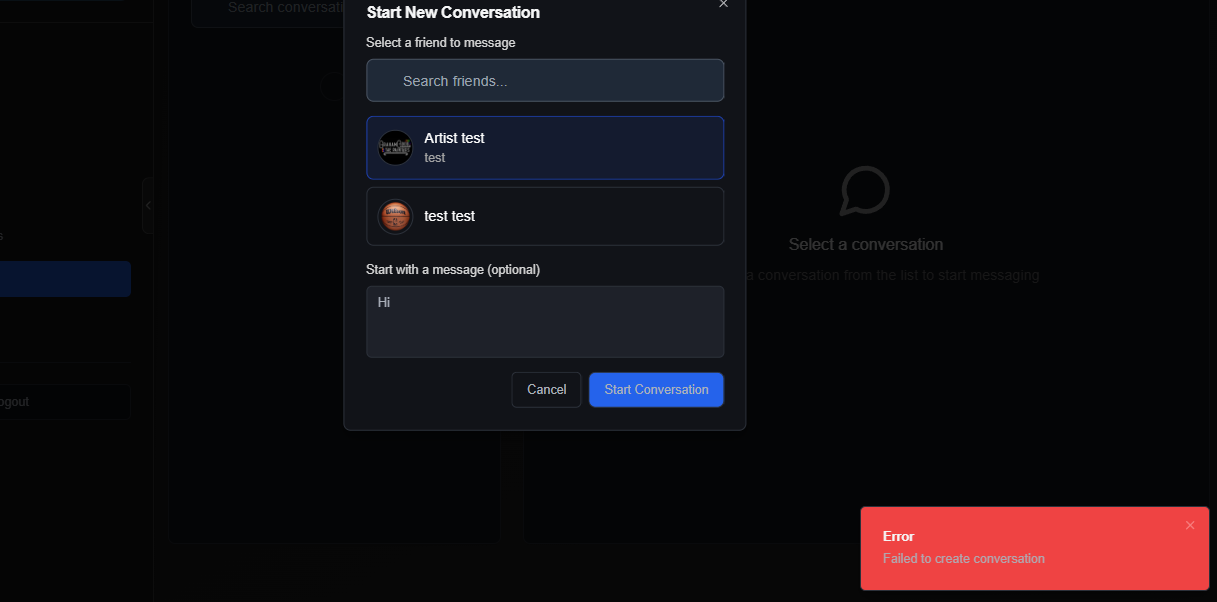 Search conversati
Start New Conversation
Select a friend to message
Search friends...
Artist test
test
test test
Start with a message (optional)
Hi
Cancel
Start Conversation
Select a conversation
a conversation from the list to start messaging
s
ogout
Error
Failed to create conversation